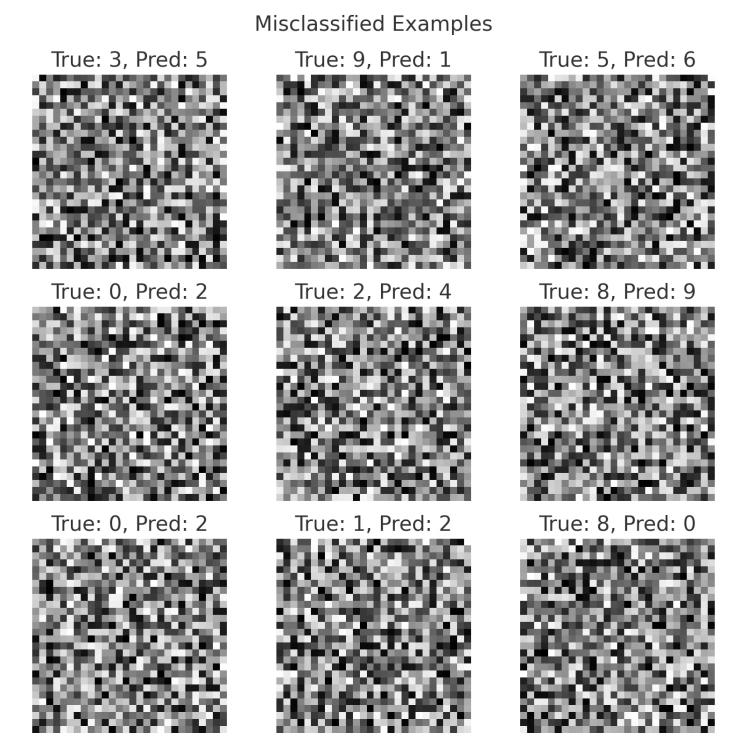 Misclassified Examples
True: 3, Pred: 5
True: 9, Pred: 1
True: 5, Pred: 6
True: 0, Pred: 2
True: 2, Pred: 4
True: 8, Pred: 9
True: 0, Pred: 2
True: 1, Pred: 2
True: 8, Pred: 0